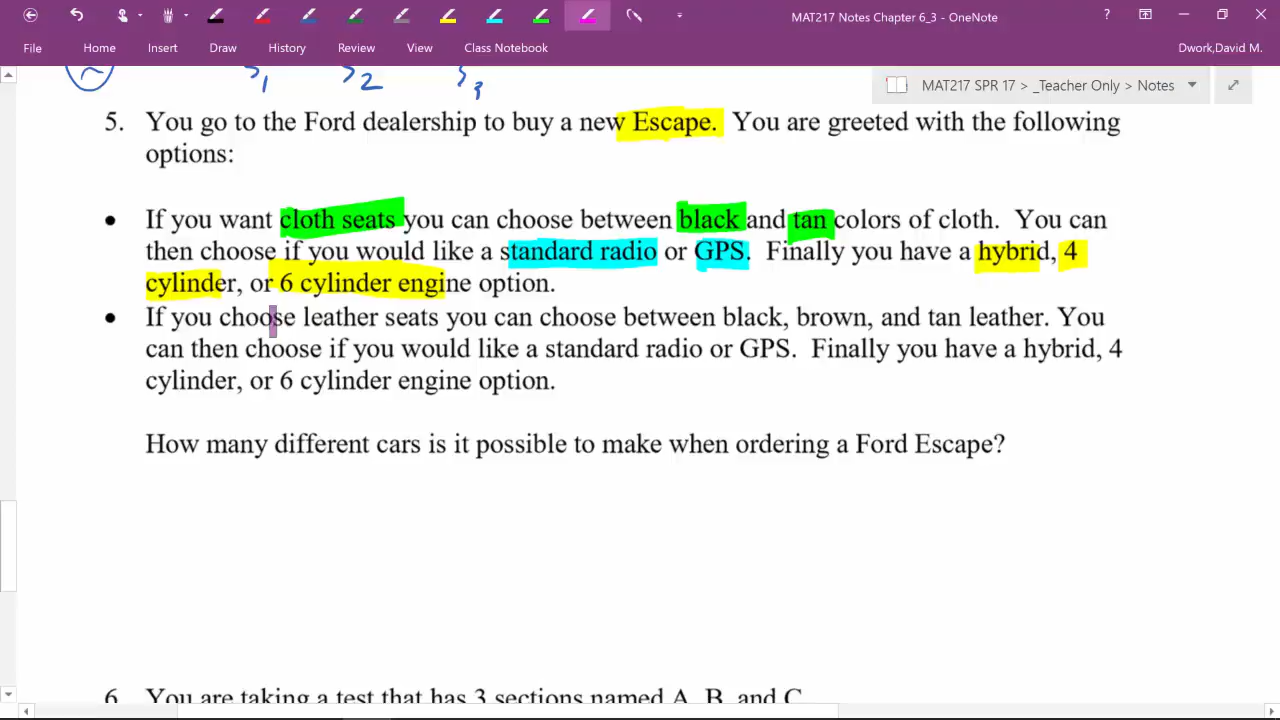 MAT217 Notes Chapter 6_3 - OneNote
File Home Insert Draw History Review View Class Notebook Dwork,David M.
S1 S2 S3
MAT217 SPR 17 > _Teacher Only > Notes
5. You go to the Ford dealership to buy a new Escape. You are greeted with the following
options:
• If you want cloth seats you can choose between black and tan colors of cloth. You can
then choose if you would like a standard radio or GPS. Finally you have a hybrid, 4
cylinder, or 6 cylinder engine option.
• If you choose leather seats you can choose between black, brown, and tan leather. You
can then choose if you would like a standard radio or GPS. Finally you have a hybrid, 4
cylinder, or 6 cylinder engine option.
How many different cars is it possible to make when ordering a Ford Escape?
6. You are taking a test that has 3 sections named A, B, and C.